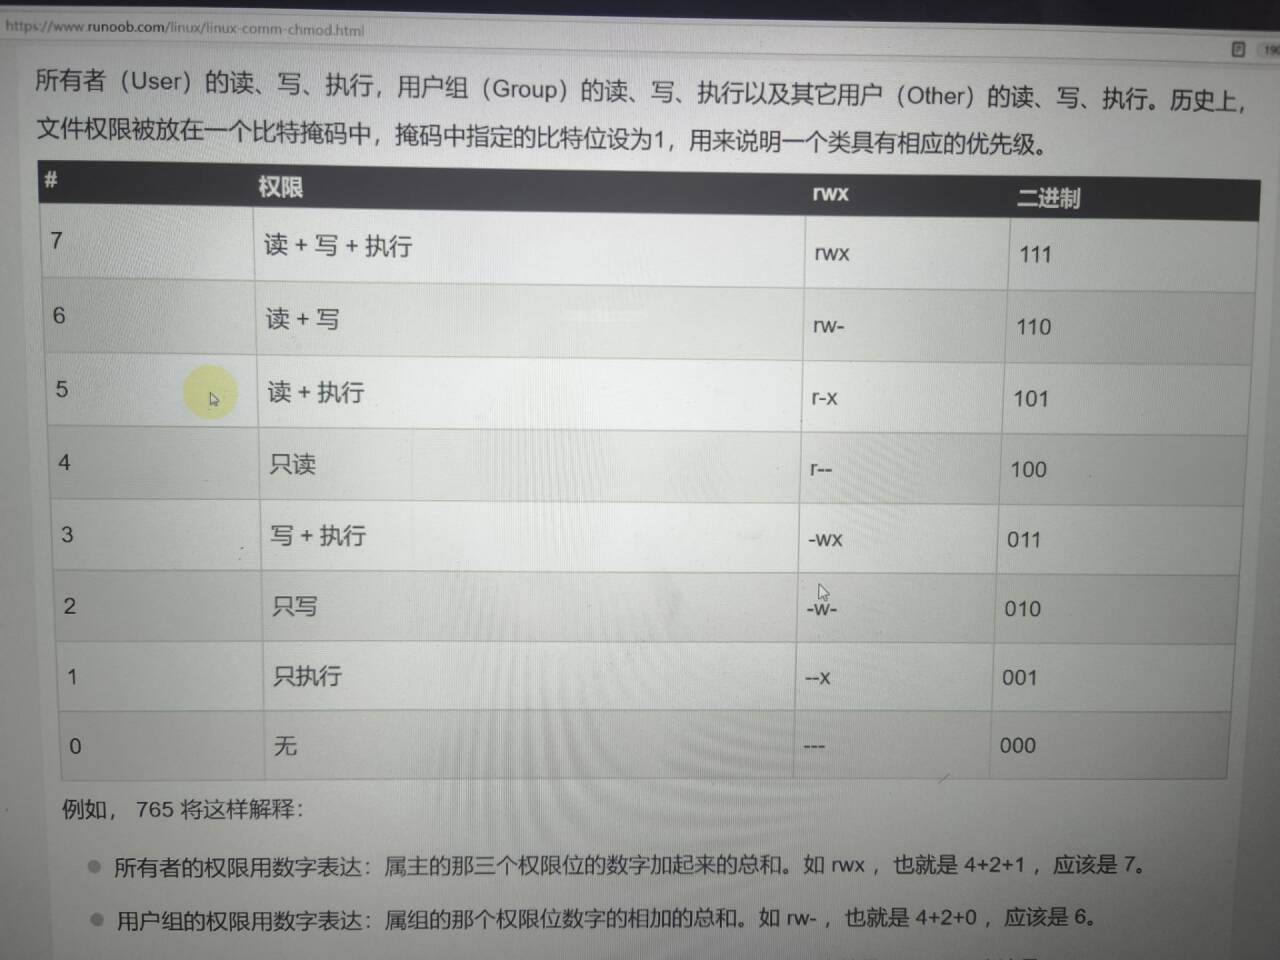 https://www.runoob.com/linux/linux-comm-chmod.html
所有者（User）的读、写、执行，用户组（Group）的读、写、执行以及其它用户（Other）的读、写、执行。历史上，
文件权限被放在一个比特掩码中，掩码中指定的比特位设为1，用来说明一个类具有相应的优先级。
# 权限 rwx 二进制
7 读 + 写 + 执行 rwx 111
6 读 + 写 rw- 110
5 读 + 执行 r-x 101
4 只读 r-- 100
3 写 + 执行 -wx 011
2 只写 -w- 010
1 只执行 --x 001
0 无 --- 000
例如， 765 将这样解释：
所有者的权限用数字表达：属主的那三个权限位的数字加起来的总和。如 rwx ，也就是 4+2+1 ，应该是 7。
用户组的权限用数字表达：属组的那个权限位数字的相加的总和。如 rw- ，也就是 4+2+0 ，应该是 6。